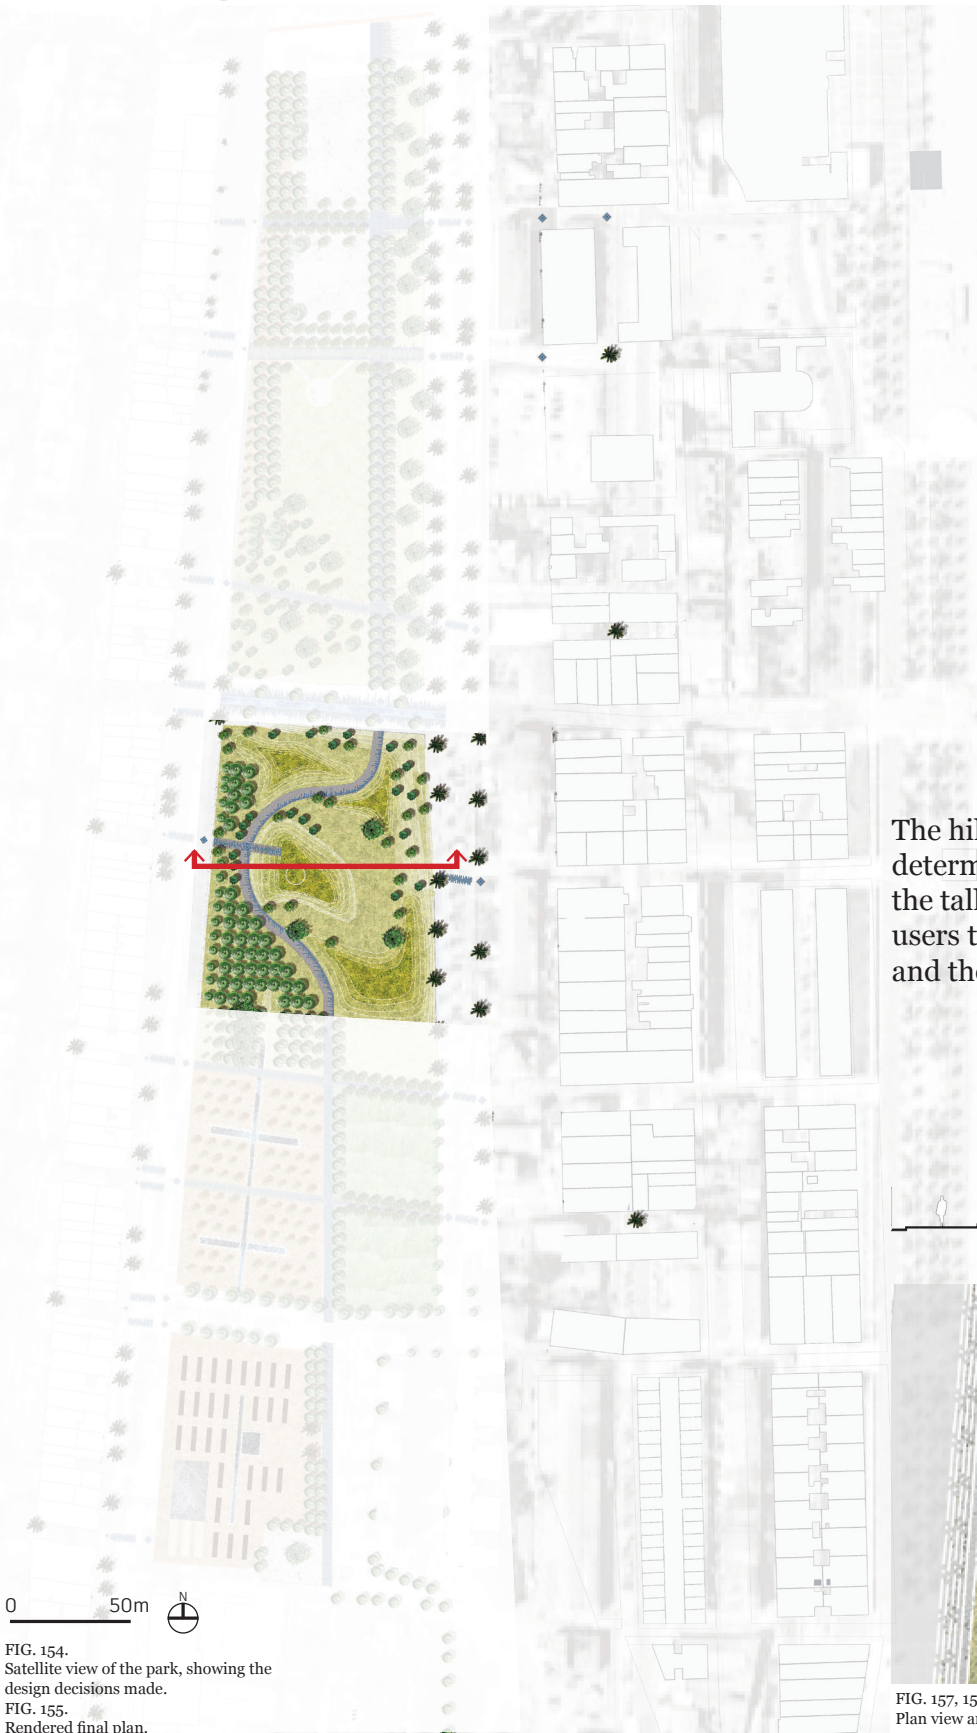 The
determ
the tall
users t
and the
0 50m
N
FIG. 154.
Satellite view of the park, showing the
design decisions made.
FIG. 155.
Rendered final plan.
FIG. 157, 15
Plan view a